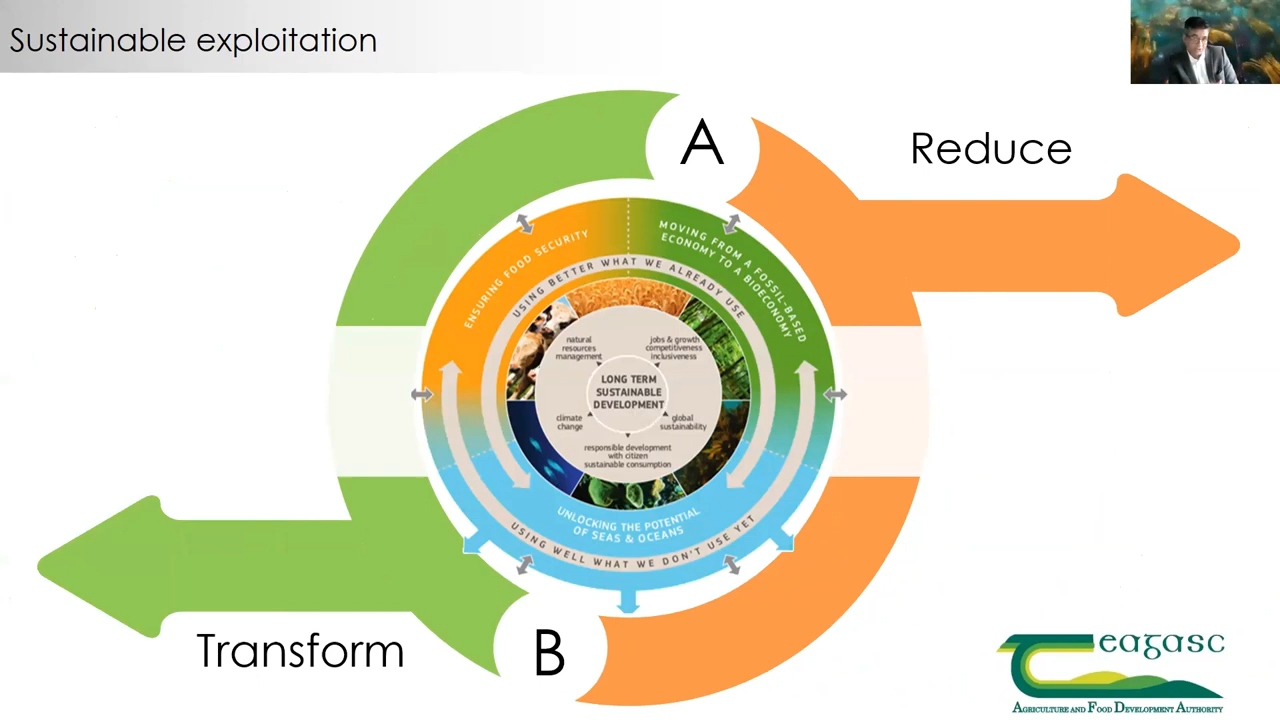 Sustainable exploitation
A
Reduce
ENSURING FOOD SECURITY
MOVING FROM A FOSSIL-BASED
ECONOMY TO A BIOECONOMY
USING BETTER WHAT WE ALREADY USE
natural
resources
management
jobs & growth
competitiveness
inclusiveness
LONG TERM
SUSTAINABLE
DEVELOPMENT
climate
change
global
sustainability
responsible development
with citizen
sustainable consumption
UNLOCKING THE POTENTIAL
OF SEAS & OCEANS
USING WELL WHAT WE DON'T USE YET
Transform
B
Teagasc
AGRICULTURE AND FOOD DEVELOPMENT AUTHORITY